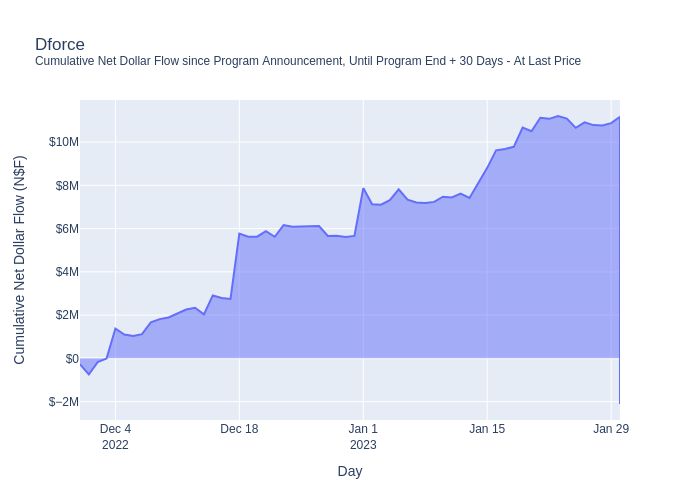 Dforce
Cumulative Net Dollar Flow since Program Announcement, Until Program End + 30 Days - At Last Price
Cumulative Net Dollar Flow (N$F)
$10M
$8M
$6M
$4M
$2M
$0
$−2M
Dec 4
2022
Dec 18
Jan 1
2023
Jan 15
Jan 29
Day